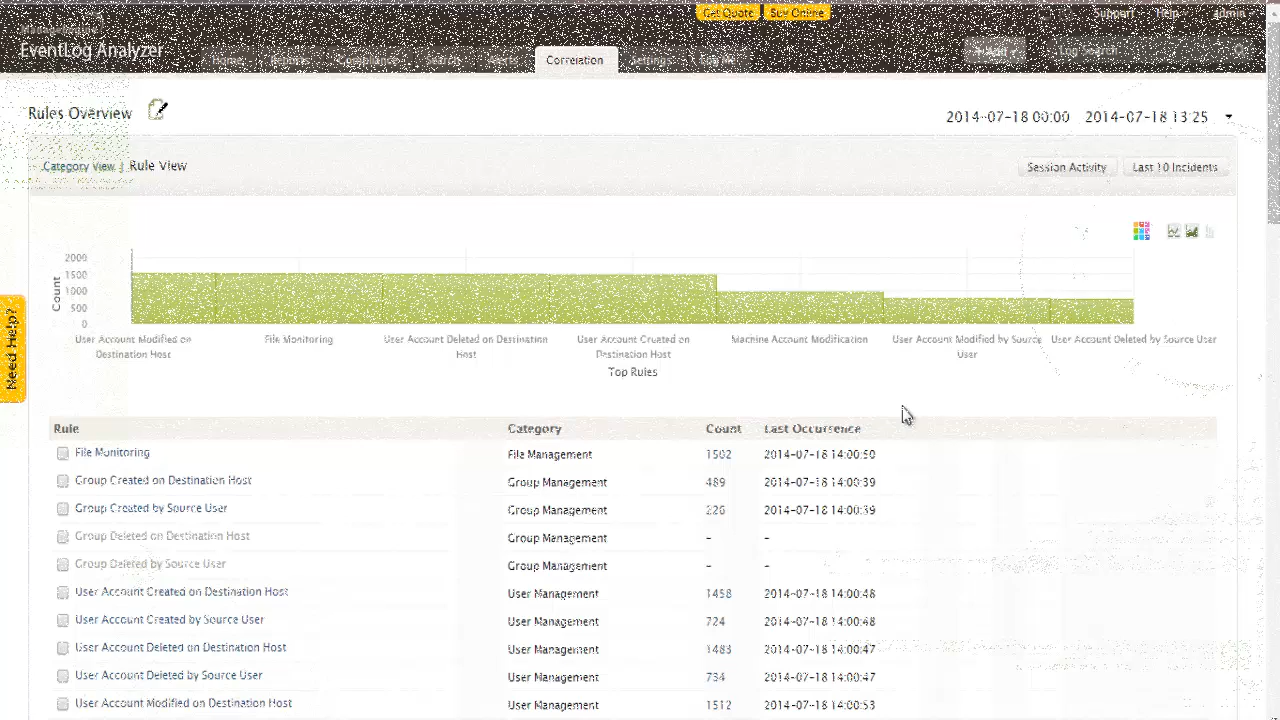 Get Quote Buy Online Support Help admin
EventLog Analyzer
Home Search Alerts Correlation Settings
Log Search
Rules Overview
2014-07-18 00:00 2014-07-18 13:25
Category View | Rule View
Session Activity Last 10 Incidents
2000
1500
1000
500
0
Count
User Account Modified on Destination Host
File Monitoring
User Account Deleted on Destination Host
User Account Created on Destination Host
Machine Account Modification
User Account Modified by Source User
User Account Deleted by Source User
Top Rules
Need Help?
Rule Category Count Last Occurrence
File Monitoring File Management 1502 2014-07-18 14:00:50
Group Created on Destination Host Group Management 489 2014-07-18 14:00:39
Group Created by Source User Group Management 226 2014-07-18 14:00:39
Group Deleted on Destination Host Group Management - -
Group Deleted by Source User Group Management - -
User Account Created on Destination Host User Management 1458 2014-07-18 14:00:48
User Account Created by Source User User Management 724 2014-07-18 14:00:48
User Account Deleted on Destination Host User Management 1483 2014-07-18 14:00:47
User Account Deleted by Source User User Management 734 2014-07-18 14:00:47
User Account Modified on Destination Host User Management 1512 2014-07-18 14:00:53